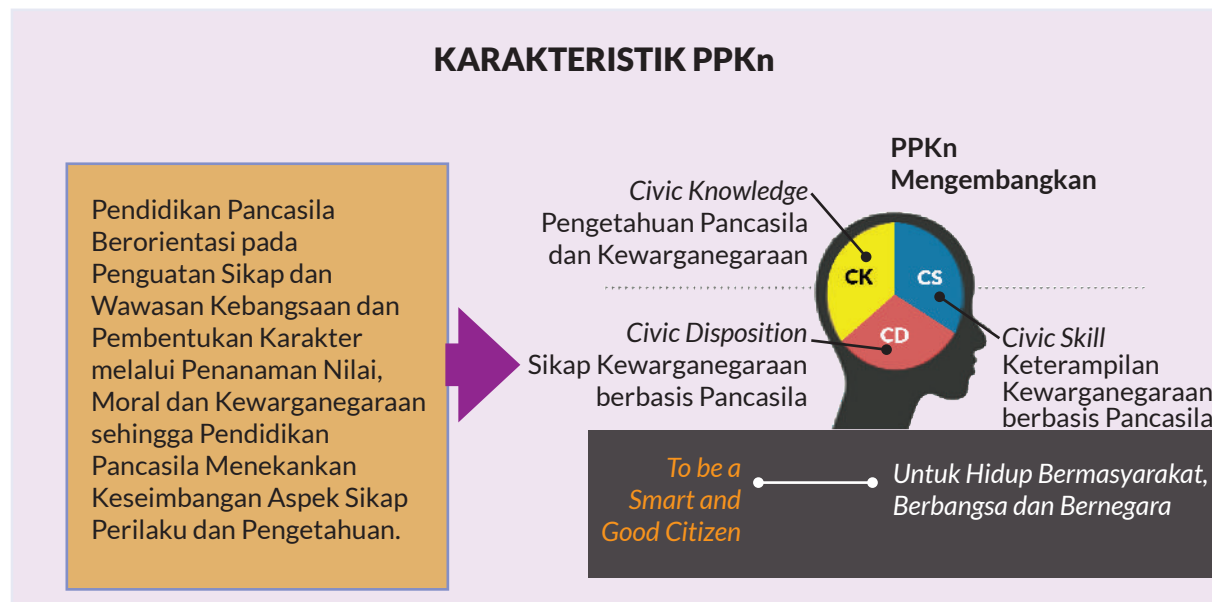 KARAKTERISTIK PPKn
Pendidikan Pancasila
Berorientasi pada
Penguatan Sikap dan
Wawasan Kebangsaan dan
Pembentukan Karakter
melalui Penanaman Nilai,
Moral dan Kewarganegaraan
sehingga Pendidikan
Pancasila Menekankan
Keseimbangan Aspek Sikap
Perilaku dan Pengetahuan.
PPKn
Mengembangkan
Civic Knowledge
Pengetahuan Pancasila
dan Kewarganegaraan
CK
CS
CD
Civic Disposition
Sikap Kewarganegaraan
berbasis Pancasila
Civic Skill
Keterampilan
Kewarganegaraan
berbasis Pancasila
To be a
Smart and
Good Citizen
Untuk Hidup Bermasyarakat,
Berbangsa dan Bernegara